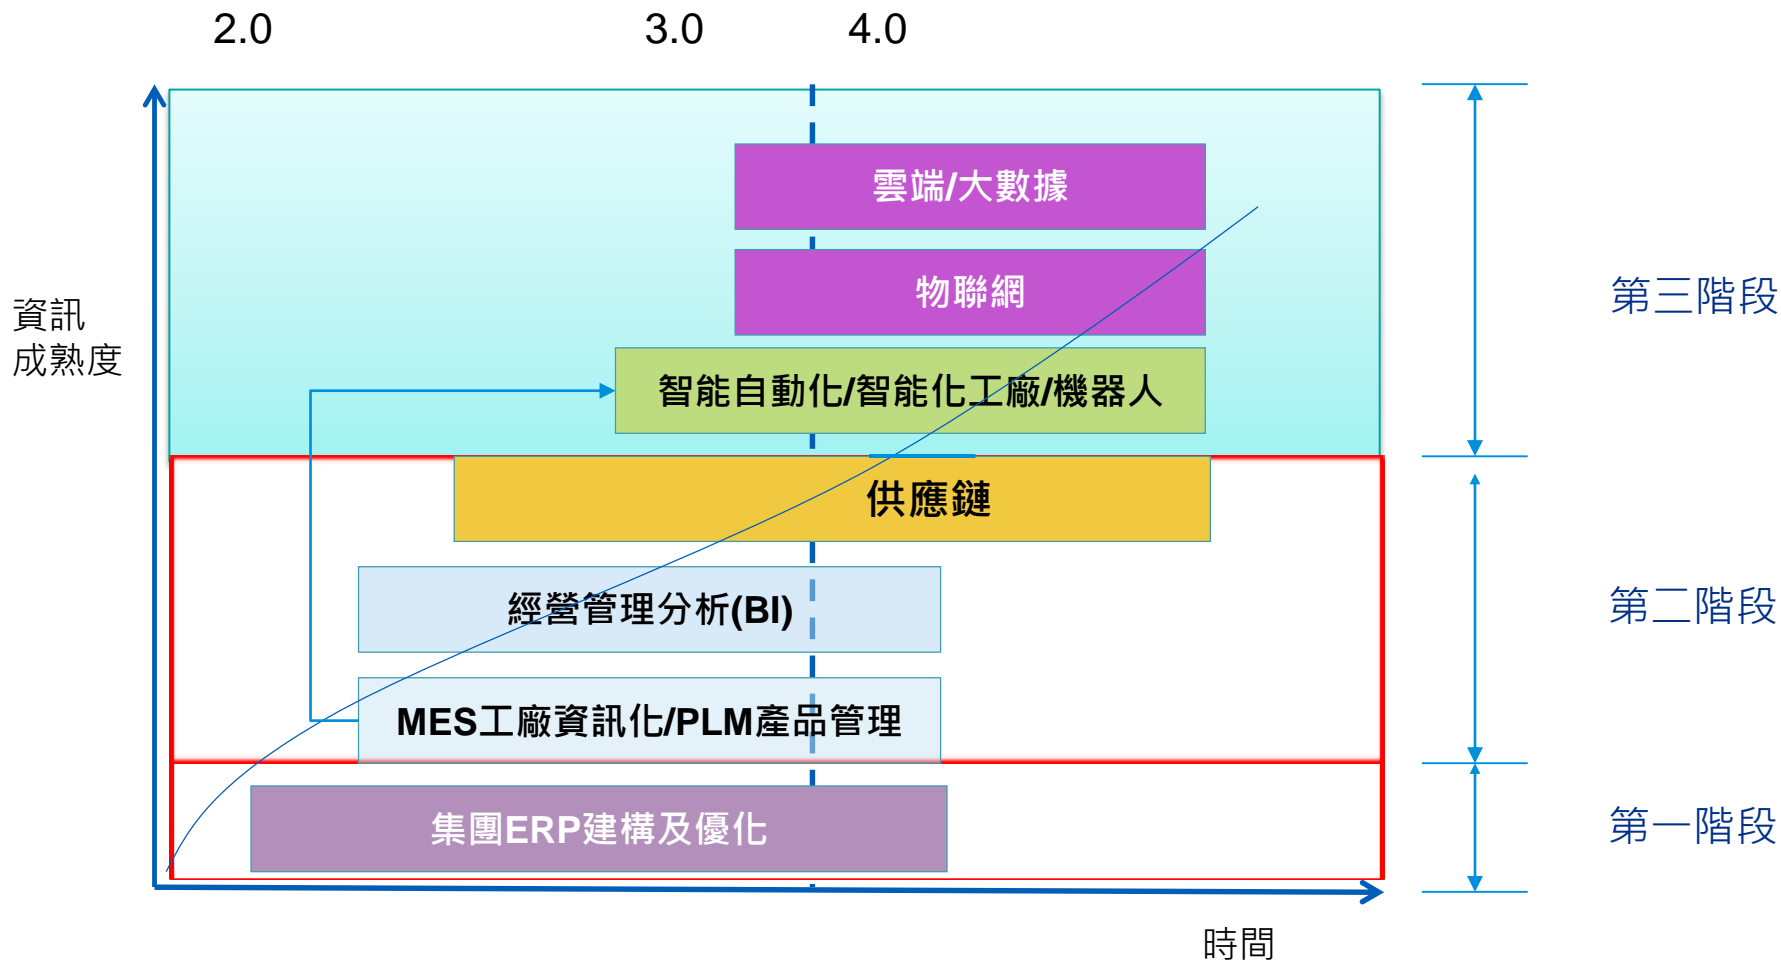 2.0
3.0
4.0
雲端/大數據
物聯網
資訊
成熟度
第三階段
智能自動化/智能化工廠/機器人
供應鏈
經營管理分析(BI)
第二階段
MES工廠資訊化/PLM產品管理
集團ERP建構及優化
第一階段
時間